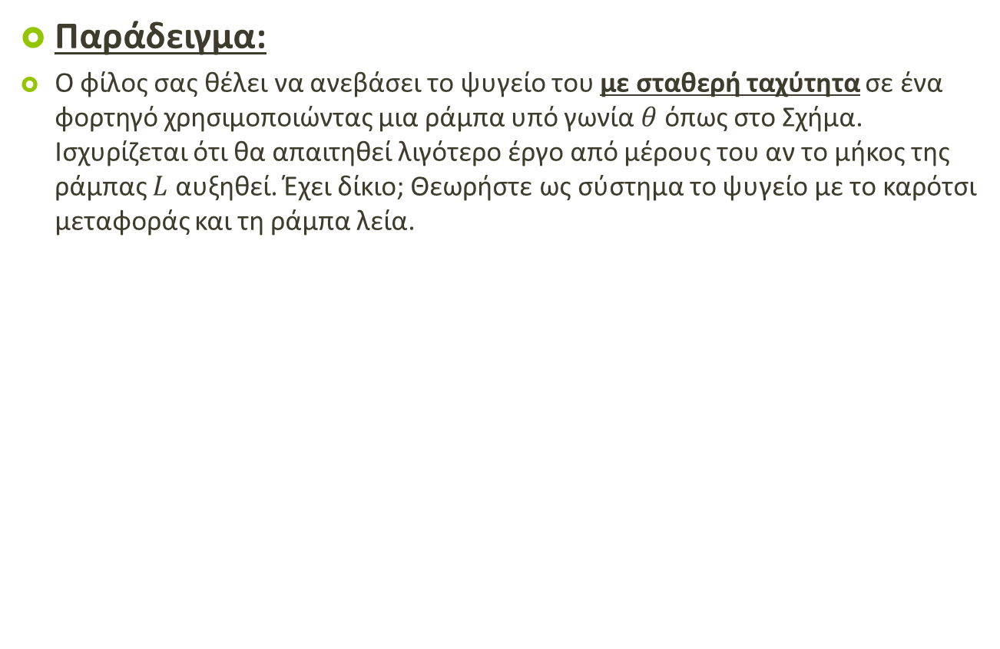 Παράδειγμα:
Ο φίλος σας θέλει να ανεβάσει το ψυγείο του με σταθερή ταχύτητα σε ένα
φορτηγό χρησιμοποιώντας μια ράμπα υπό γωνία θ όπως στο Σχήμα.
Ισχυρίζεται ότι θα απαιτηθεί λιγότερο έργο από μέρους του αν το μήκος της
ράμπας L αυξηθεί. Έχει δίκιο; Θεωρήστε ως σύστημα το ψυγείο με το καρότσι
μεταφοράς και τη ράμπα λεία.